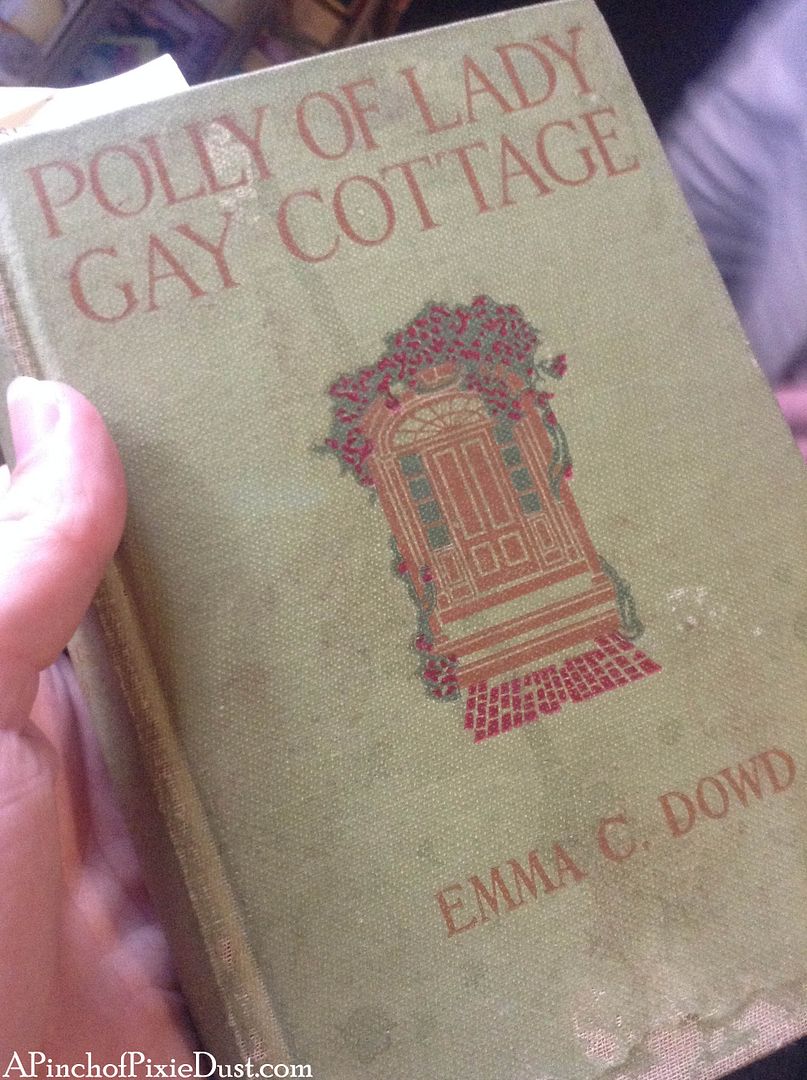 POLLY OF LADY
GAY COTTAGE
EMMA C. DOWD
APinchofPixieDust.com